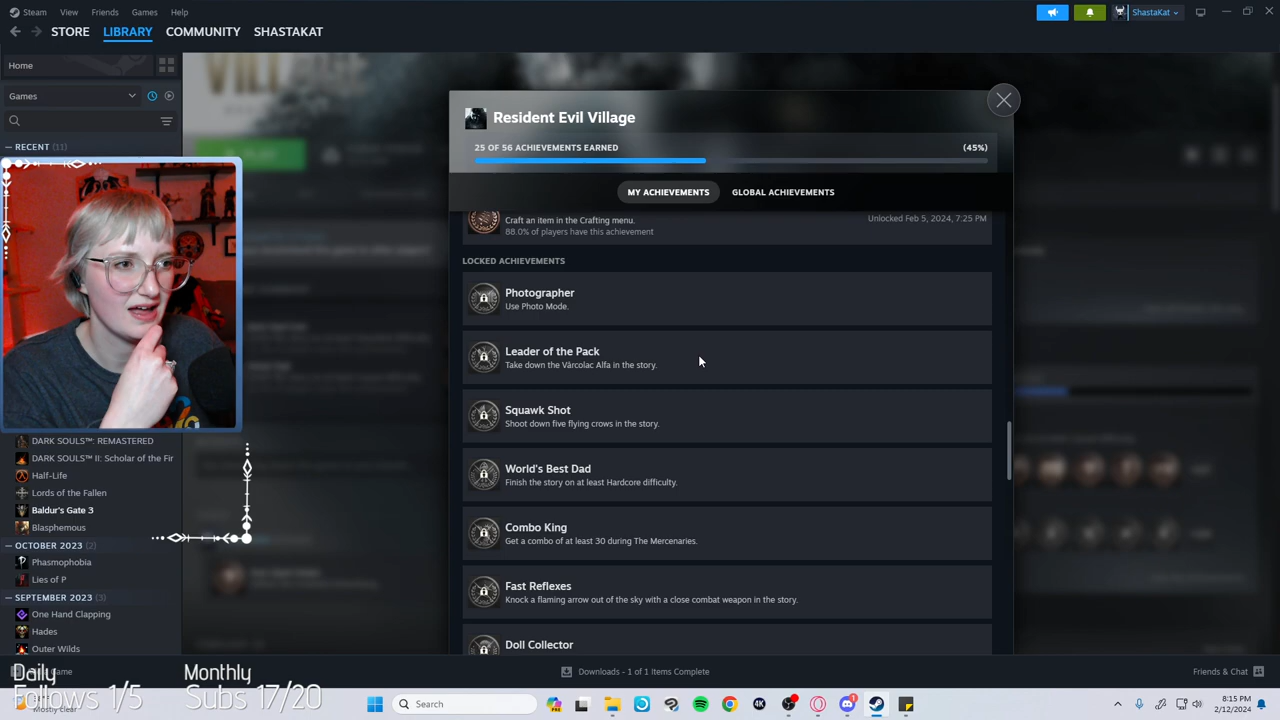 Steam View Friends Games Help
ShastaKat
STORE LIBRARY COMMUNITY SHASTAKAT
Home
Games
RECENT (11)
DARK SOULS™: REMASTERED
DARK SOULS™ II: Scholar of the Fir
Half-Life
Lords of the Fallen
Baldur's Gate 3
Blasphemous
OCTOBER 2023 (2)
Phasmophobia
Lies of P
SEPTEMBER 2023 (3)
One Hand Clapping
Hades
Outer Wilds
Resident Evil Village
25 OF 56 ACHIEVEMENTS EARNED (45%)
MY ACHIEVEMENTS GLOBAL ACHIEVEMENTS
Craft an item in the Crafting menu. Unlocked Feb 5, 2024, 7:25 PM
88.0% of players have this achievement
LOCKED ACHIEVEMENTS
Photographer
Use Photo Mode.
Leader of the Pack
Take down the Vârcolac Alfa in the story.
Squawk Shot
Shoot down five flying crows in the story.
World's Best Dad
Finish the story on at least Hardcore difficulty.
Combo King
Get a combo of at least 30 during The Mercenaries.
Fast Reflexes
Knock a flaming arrow out of the sky with a close combat weapon in the story.
Doll Collector
Downloads - 1 of 1 Items Complete
Friends & Chat
Daily
Follows 1/5
Monthly
Subs 17/20
Mostly clear
Search
8:15 PM
2/12/2024